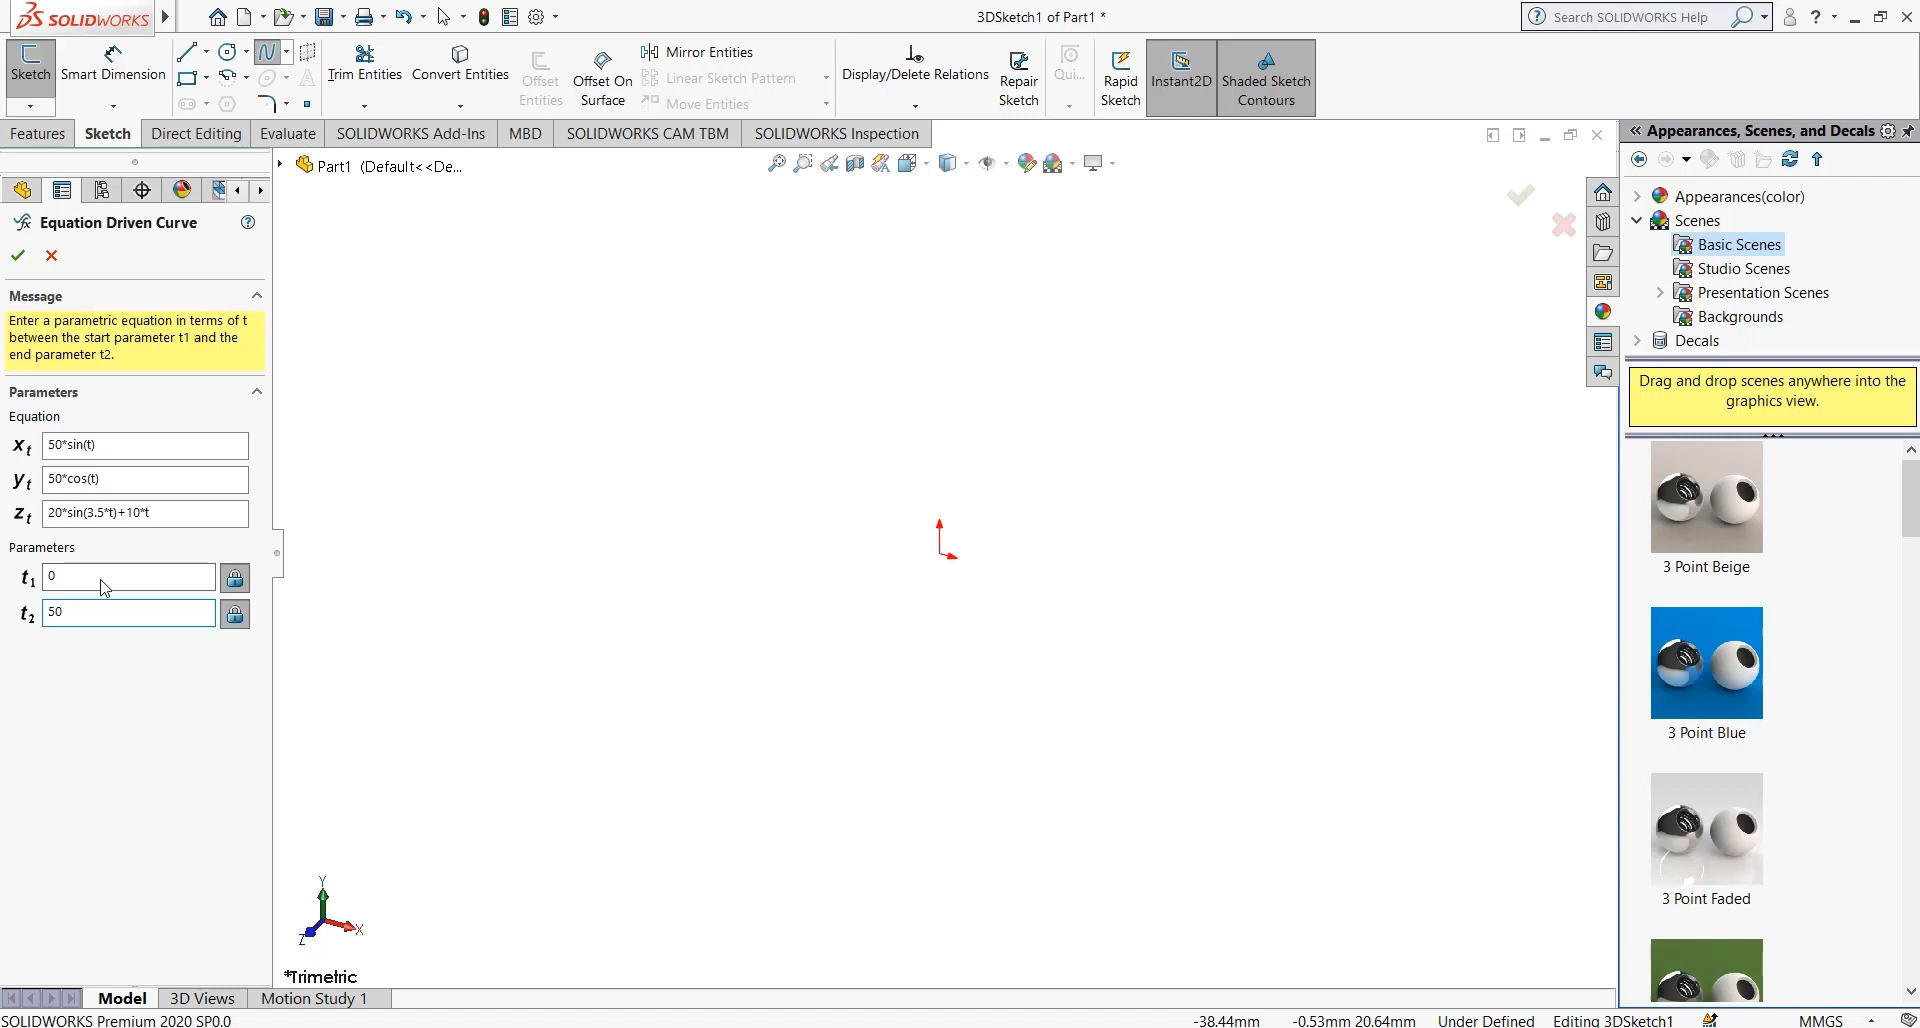 SOLIDWORKS
3DSketch1 of Part1 *
Search SOLIDWORKS Help
Sketch
Smart Dimension
Trim Entities
Convert Entities
Offset
Entities
Offset On
Surface
Mirror Entities
Linear Sketch Pattern
Move Entities
Display/Delete Relations
Repair
Sketch
Qui...
Rapid
Sketch
Instant2D
Shaded Sketch
Contours
Features
Sketch
Direct Editing
Evaluate
SOLIDWORKS Add-Ins
MBD
SOLIDWORKS CAM TBM
SOLIDWORKS Inspection
Part1 (Default<<De...
Equation Driven Curve
Message
Enter a parametric equation in terms of t
between the start parameter t1 and the
end parameter t2.
Parameters
Equation
xt 50*sin(t)
yt 50*cos(t)
zt 20*sin(3.5*t)+10*t
Parameters
t1 0
t2 50
Y
X
Z
*Trimetric
Appearances, Scenes, and Decals
Appearances(color)
Scenes
Basic Scenes
Studio Scenes
Presentation Scenes
Backgrounds
Decals
Drag and drop scenes anywhere into the
graphics view.
3 Point Beige
3 Point Blue
3 Point Faded
Model
3D Views
Motion Study 1
SOLIDWORKS Premium 2020 SP0.0
-38.44mm
-0.53mm 20.64mm
Under Defined
Editing 3DSketch1
MMGS